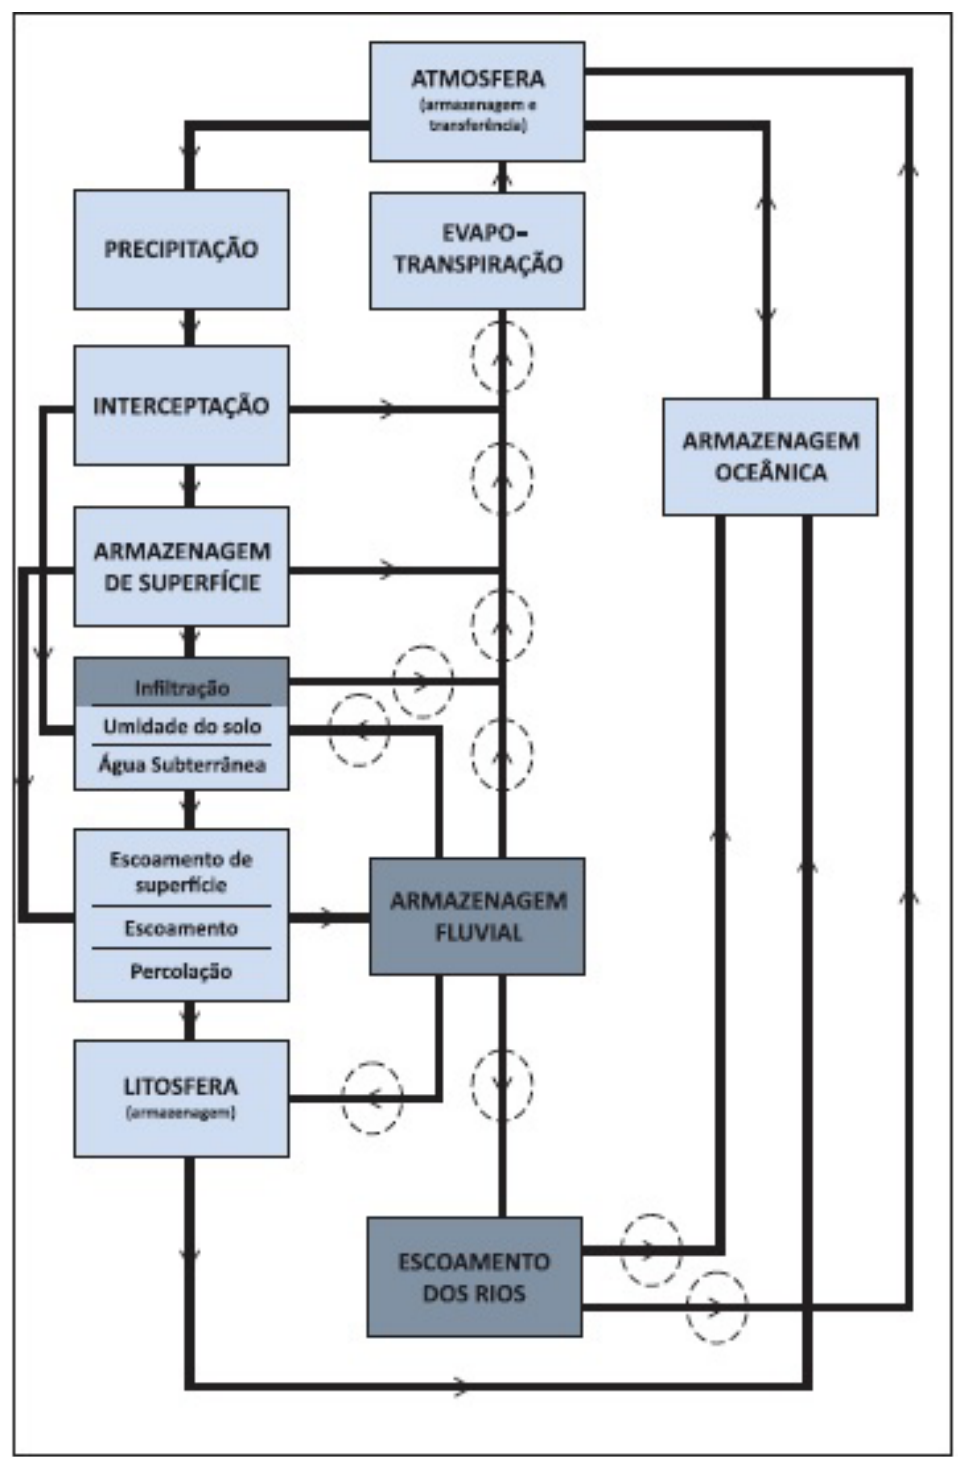 ATMOSFERA
(armazenagem e
transferência)
PRECIPITAÇÃO
EVAPO-
TRANSPIRAÇÃO
INTERCEPTAÇÃO
ARMAZENAGEM
OCEÂNICA
ARMAZENAGEM
DE SUPERFÍCIE
Infiltração
Umidade do solo
Água Subterrânea
Escoamento de
superfície
Escoamento
Percolação
ARMAZENAGEM
FLUVIAL
LITOSFERA
(armazenagem)
ESCOAMENTO
DOS RIOS